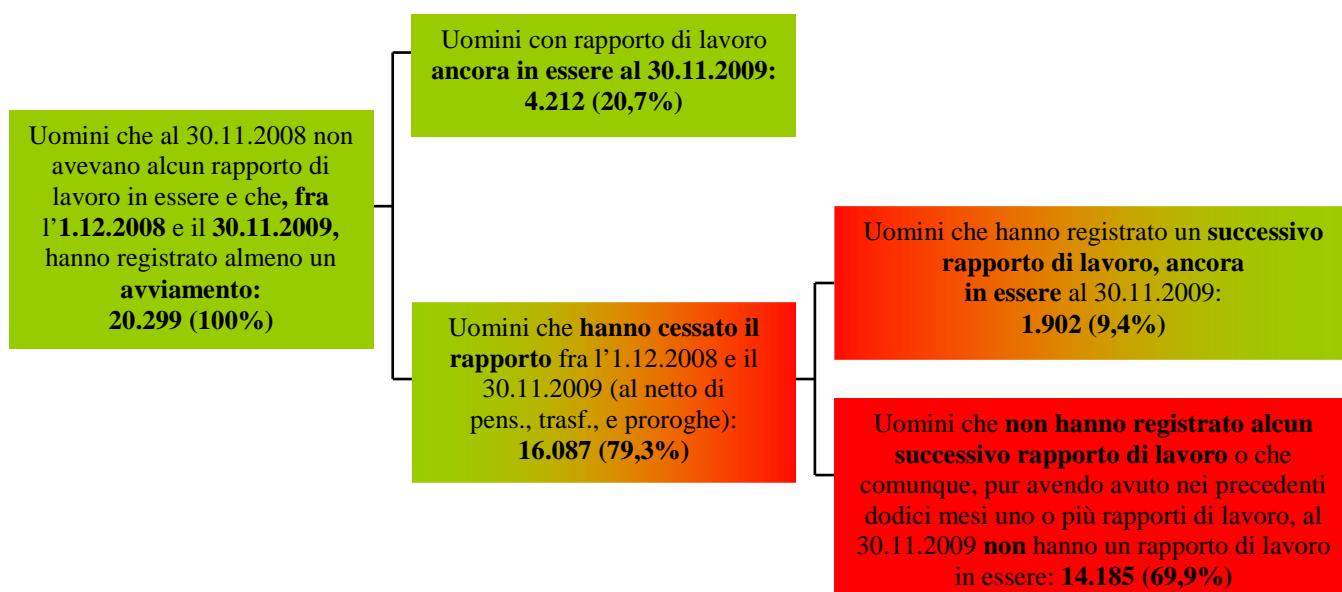 Uomini con rapporto di lavoro
ancora in essere al 30.11.2009:
4.212 (20,7%)
Uomini che al 30.11.2008 non
avevano alcun rapporto di
lavoro in essere e che, fra
l’1.12.2008 e il 30.11.2009,
hanno registrato almeno un
avviamento:
20.299 (100%)
Uomini che hanno cessato il
rapporto fra l’1.12.2008 e il
30.11.2009 (al netto di
pens., trasf., e proroghe):
16.087 (79,3%)
Uomini che hanno registrato un successivo
rapporto di lavoro, ancora
in essere al 30.11.2009:
1.902 (9,4%)
Uomini che non hanno registrato alcun
successivo rapporto di lavoro o che
comunque, pur avendo avuto nei precedenti
dodici mesi uno o più rapporti di lavoro, al
30.11.2009 non hanno un rapporto di lavoro
in essere: 14.185 (69,9%)